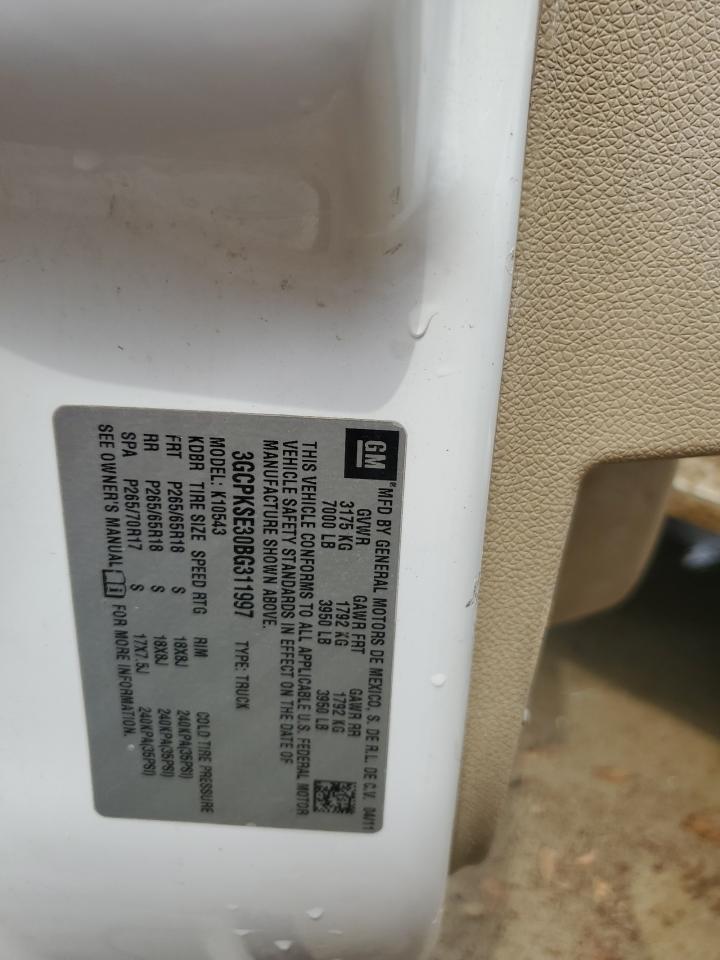 GM
®MFD BY GENERAL MOTORS DE MEXICO, S. DE R.L. DE C.V. 04/11
GVWR GAWR FRT GAWR RR
3175 KG 1792 KG 1792 KG
7000 LB 3950 LB 3950 LB
THIS VEHICLE CONFORMS TO ALL APPLICABLE U.S. FEDERAL MOTOR
VEHICLE SAFETY STANDARDS IN EFFECT ON THE DATE OF
MANUFACTURE SHOWN ABOVE.
3GCPKSE30BG311997 TYPE: TRUCK
MODEL: K10543
KDBR TIRE SIZE SPEED RTG RIM COLD TIRE PRESSURE
FRT P265/65R18 S 18X8J 240KPA(35PSI)
RR P265/65R18 S 18X8J 240KPA(35PSI)
SPA P265/70R17 S 17X7.5J 240KPA(35PSI)
SEE OWNER'S MANUAL FOR MORE INFORMATION.